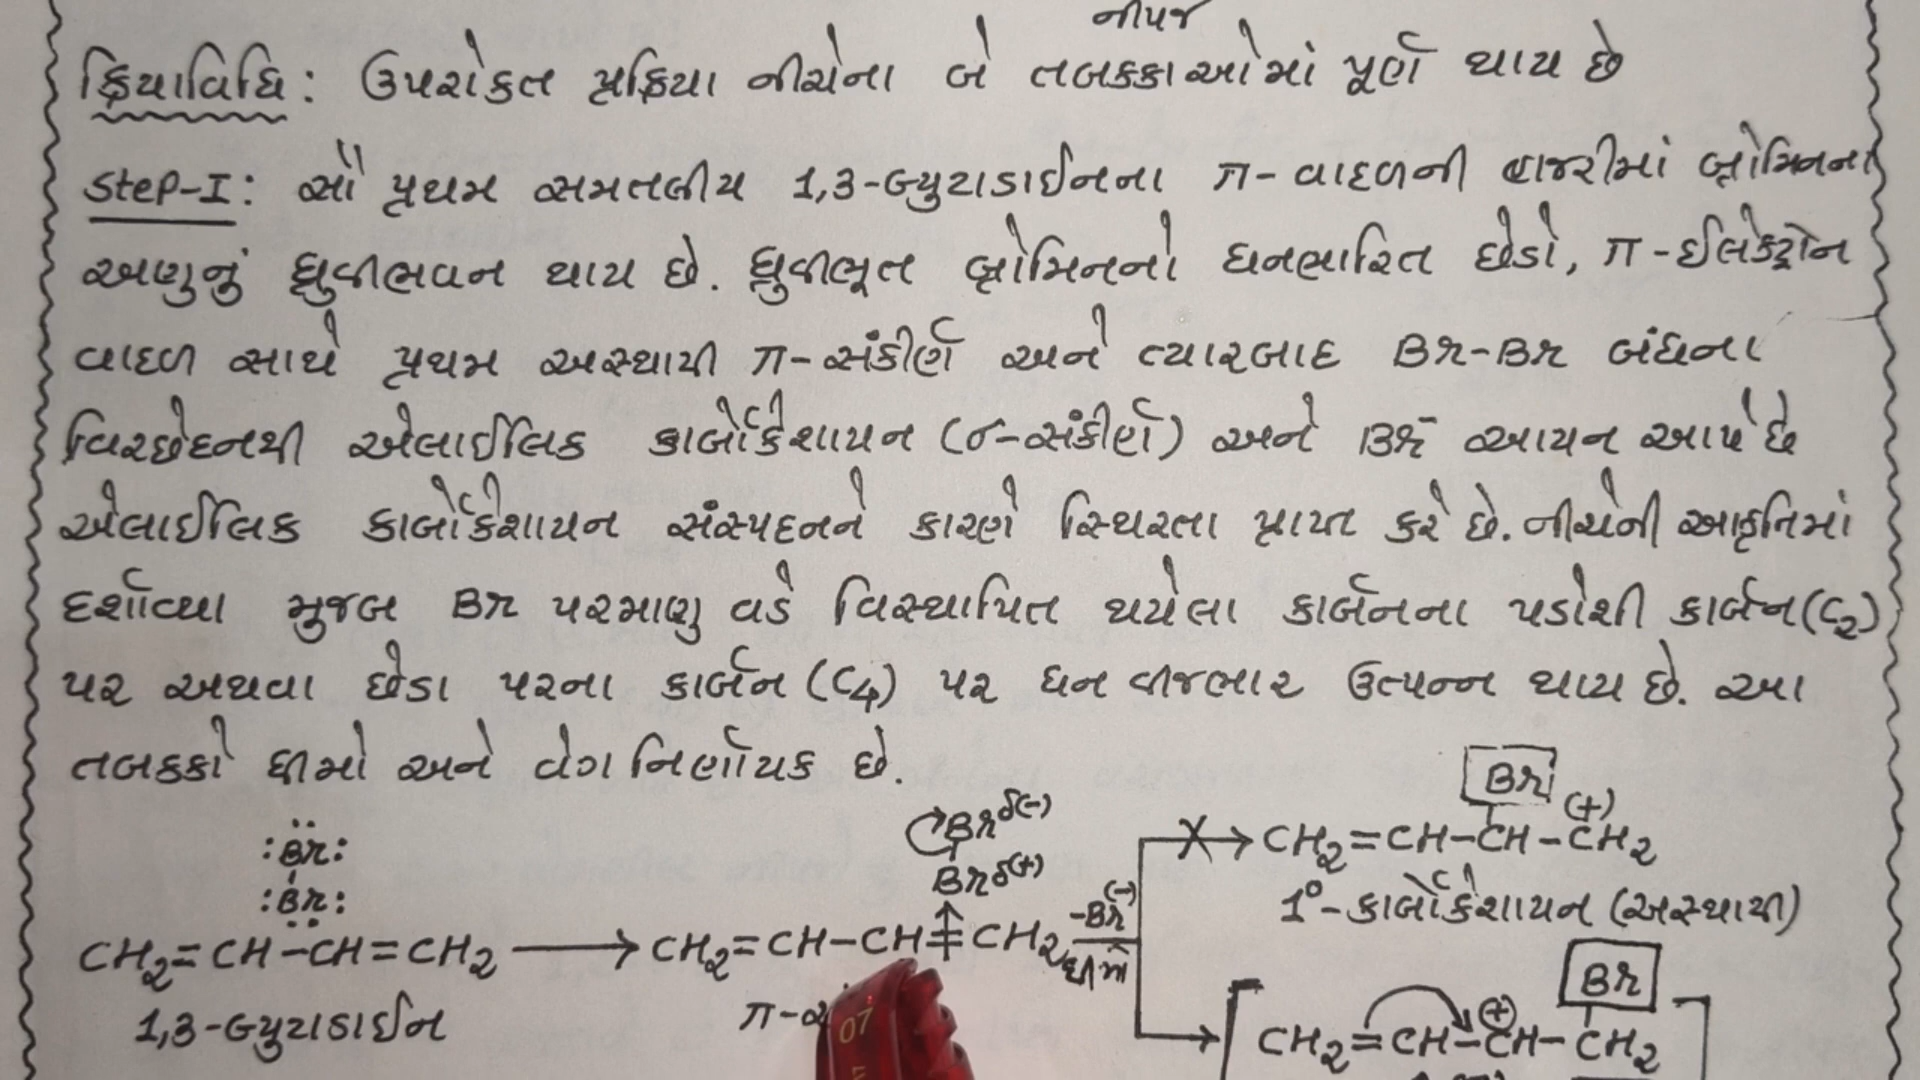 નીપજ
ક્રિયાવિધિ: ઉપરોક્ત પ્રક્રિયા નીચેના બે તબક્કાઓમાં પૂર્ણ થાય છે
Step-I: સૌ પ્રથમ સમતલીય 1,3-બ્યુટાડાઈનના π-વાદળની હાજરીમાં બ્રોમિનના
અણુનું ધ્રુવીભવન થાય છે. ધ્રુવીભૂત બ્રોમિનનો ધનભારિત છેડો, π-ઈલેક્ટ્રોન
વાદળ સાથે પ્રથમ અસ્થાયી π-સંકીર્ણ અને ત્યારબાદ Br-Br બંધના
વિચ્છેદનથી એલાઈલિક કાર્બોકેશાયન (σ-સંકીર્ણ) અને Br⁻ આયન આપે છે
એલાઈલિક કાર્બોકેશાયન સંસ્પદનને કારણે સ્થિરતા પ્રાપ્ત કરે છે. નીચેની આકૃતિમાં
દર્શાવ્યા મુજબ Br પરમાણુ વડે વિસ્થાપિત થયેલા કાર્બનના પડોશી કાર્બન (C₂)
પર અથવા છેડા પરના કાર્બન (C₄) પર ધન વીજભાર ઉત્પન્ન થાય છે. આ
તબક્કો ધીમો અને વેગ નિર્ણાયક છે.
Br
:Br:
:Br:
Br δ(-)
Br δ(+)
CH₂=CH-CH-CH₂ (+)
1°-કાર્બોકેશાયન (અસ્થાયી)
-Br(-)
ધીમો
CH₂=CH-CH=CH₂ ⟶ CH₂=CH-CH=CH₂
1,3-બ્યુટાડાઈન
π-
07
Br
CH₂=CH-CH-CH₂ (+)